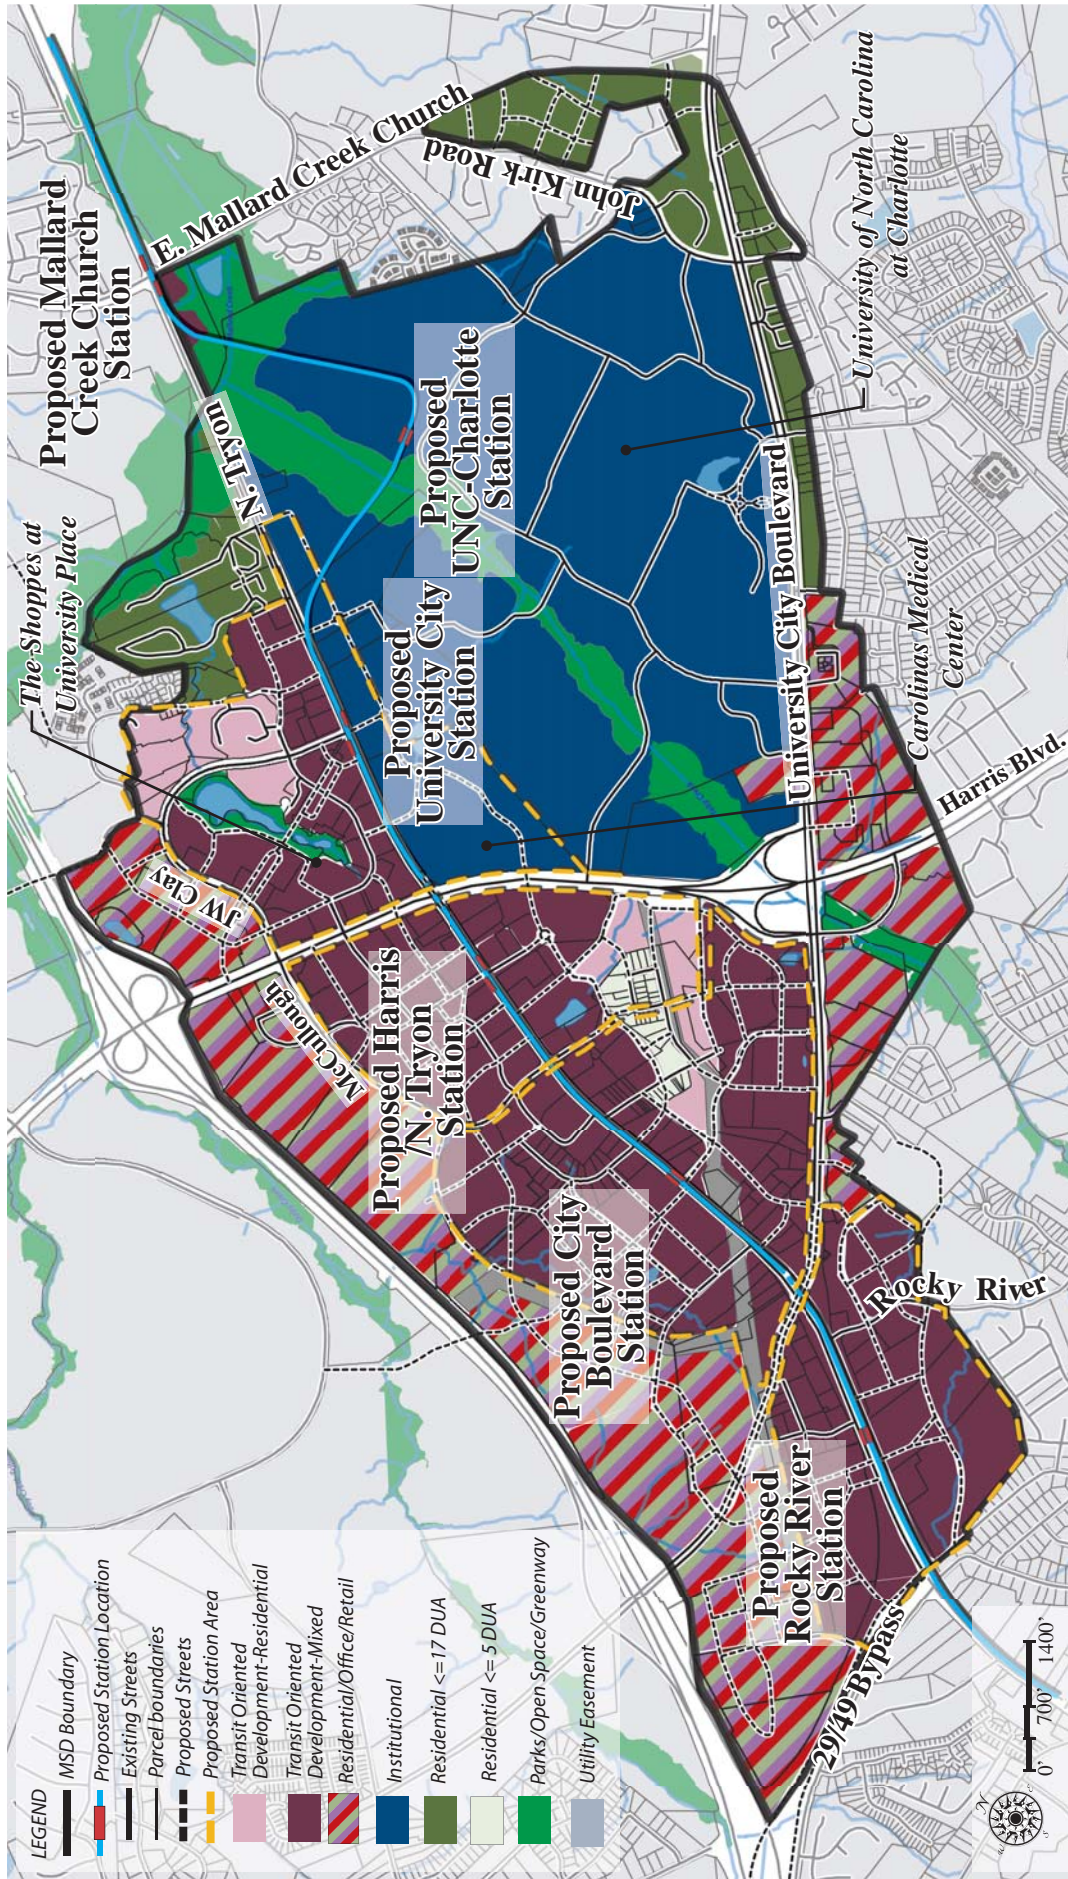 Proposed Mallard
Creek Church
Station
E. Mallard Creek Church
John Kirk Road
The Shoppes at
University Place
N. Tryon
Proposed
UNC-Charlotte
Station
University of North Carolina
at Charlotte
Proposed
University City
Station
University City Boulevard
Carolinas Medical
Center
Harris Blvd.
JW Clay
McCullough
Proposed Harris
/N. Tryon
Station
Proposed City
Boulevard
Station
Rocky River
Proposed
Rocky River
Station
29/49 Bypass
LEGEND
MSD Boundary
Proposed Station Location
Existing Streets
Parcel boundaries
Proposed Streets
Proposed Station Area
Transit Oriented
Development-Residential
Transit Oriented
Development-Mixed
Residential/Office/Retail
Institutional
Residential <=17 DUA
Residential <= 5 DUA
Parks/Open Space/Greenway
Utility Easement
0' 700' 1400'
N
E
S
W